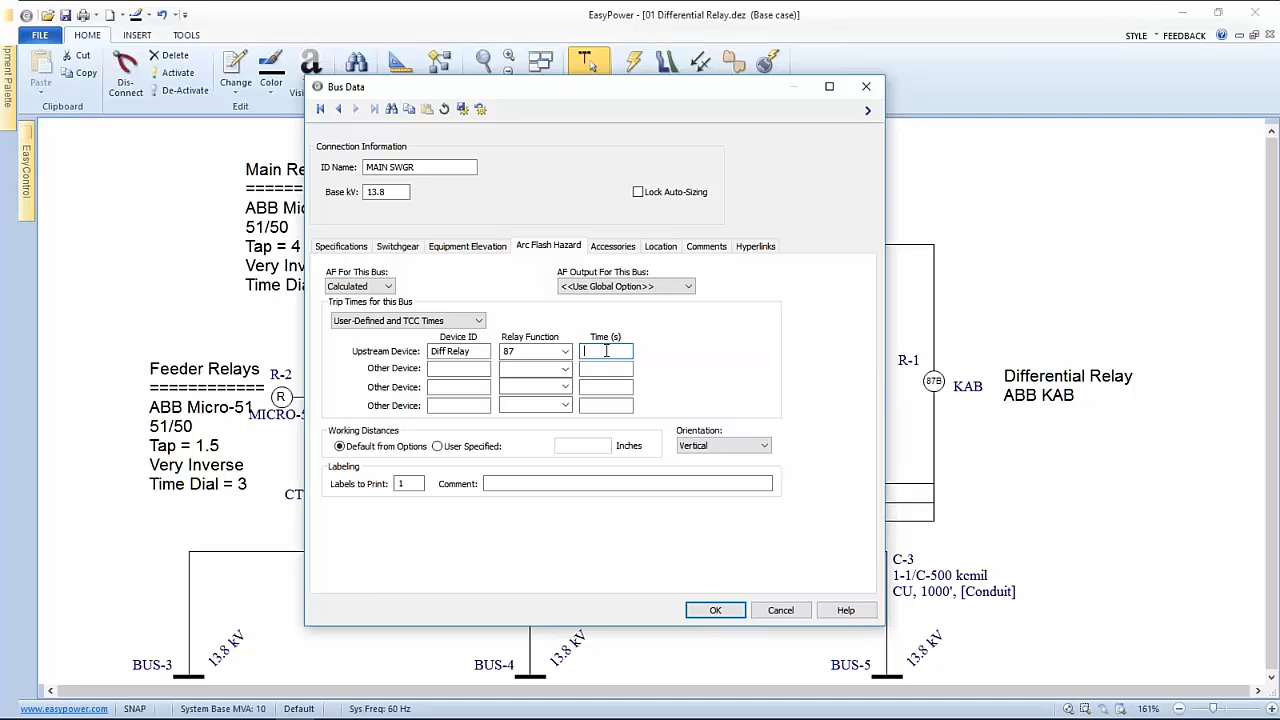 EasyPower - [01 Differential Relay.dez (Base case)]
FILE
HOME
INSERT
TOOLS
STYLE
FEEDBACK
Paste
Cut
Copy
Clipboard
Dis-
Connect
Delete
Activate
De-Activate
Change
Color
Edit
EasyControl
Bus Data
Connection Information
ID Name: MAIN SWGR
Base kV: 13.8
Lock Auto-Sizing
Specifications
Switchgear
Equipment Elevation
Arc Flash Hazard
Accessories
Location
Comments
Hyperlinks
AF For This Bus:
Calculated
AF Output For This Bus:
<<Use Global Option>>
Trip Times for this Bus
User-Defined and TCC Times
Device ID
Relay Function
Time (s)
Upstream Device: Diff Relay 87
Other Device:
Other Device:
Other Device:
Working Distances
Default from Options
User Specified:
Inches
Orientation:
Vertical
Labeling
Labels to Print: 1
Comment:
OK
Cancel
Help
Main Re
ABB Mic
51/50
Tap = 4
Very Inve
Time Dia
Feeder Relays
============
ABB Micro-51
51/50
Tap = 1.5
Very Inverse
Time Dial = 3
R-2
R
MICRO-5
CT
R-1
87B
KAB
Differential Relay
ABB KAB
C-3
1-1/C-500 kcmil
CU, 1000', [Conduit]
BUS-3
13.8 kV
BUS-4
13.8 kV
BUS-5
13.8 kV
www.easypower.com
SNAP
System Base MVA: 10
Default
Sys Freq: 60 Hz
161%